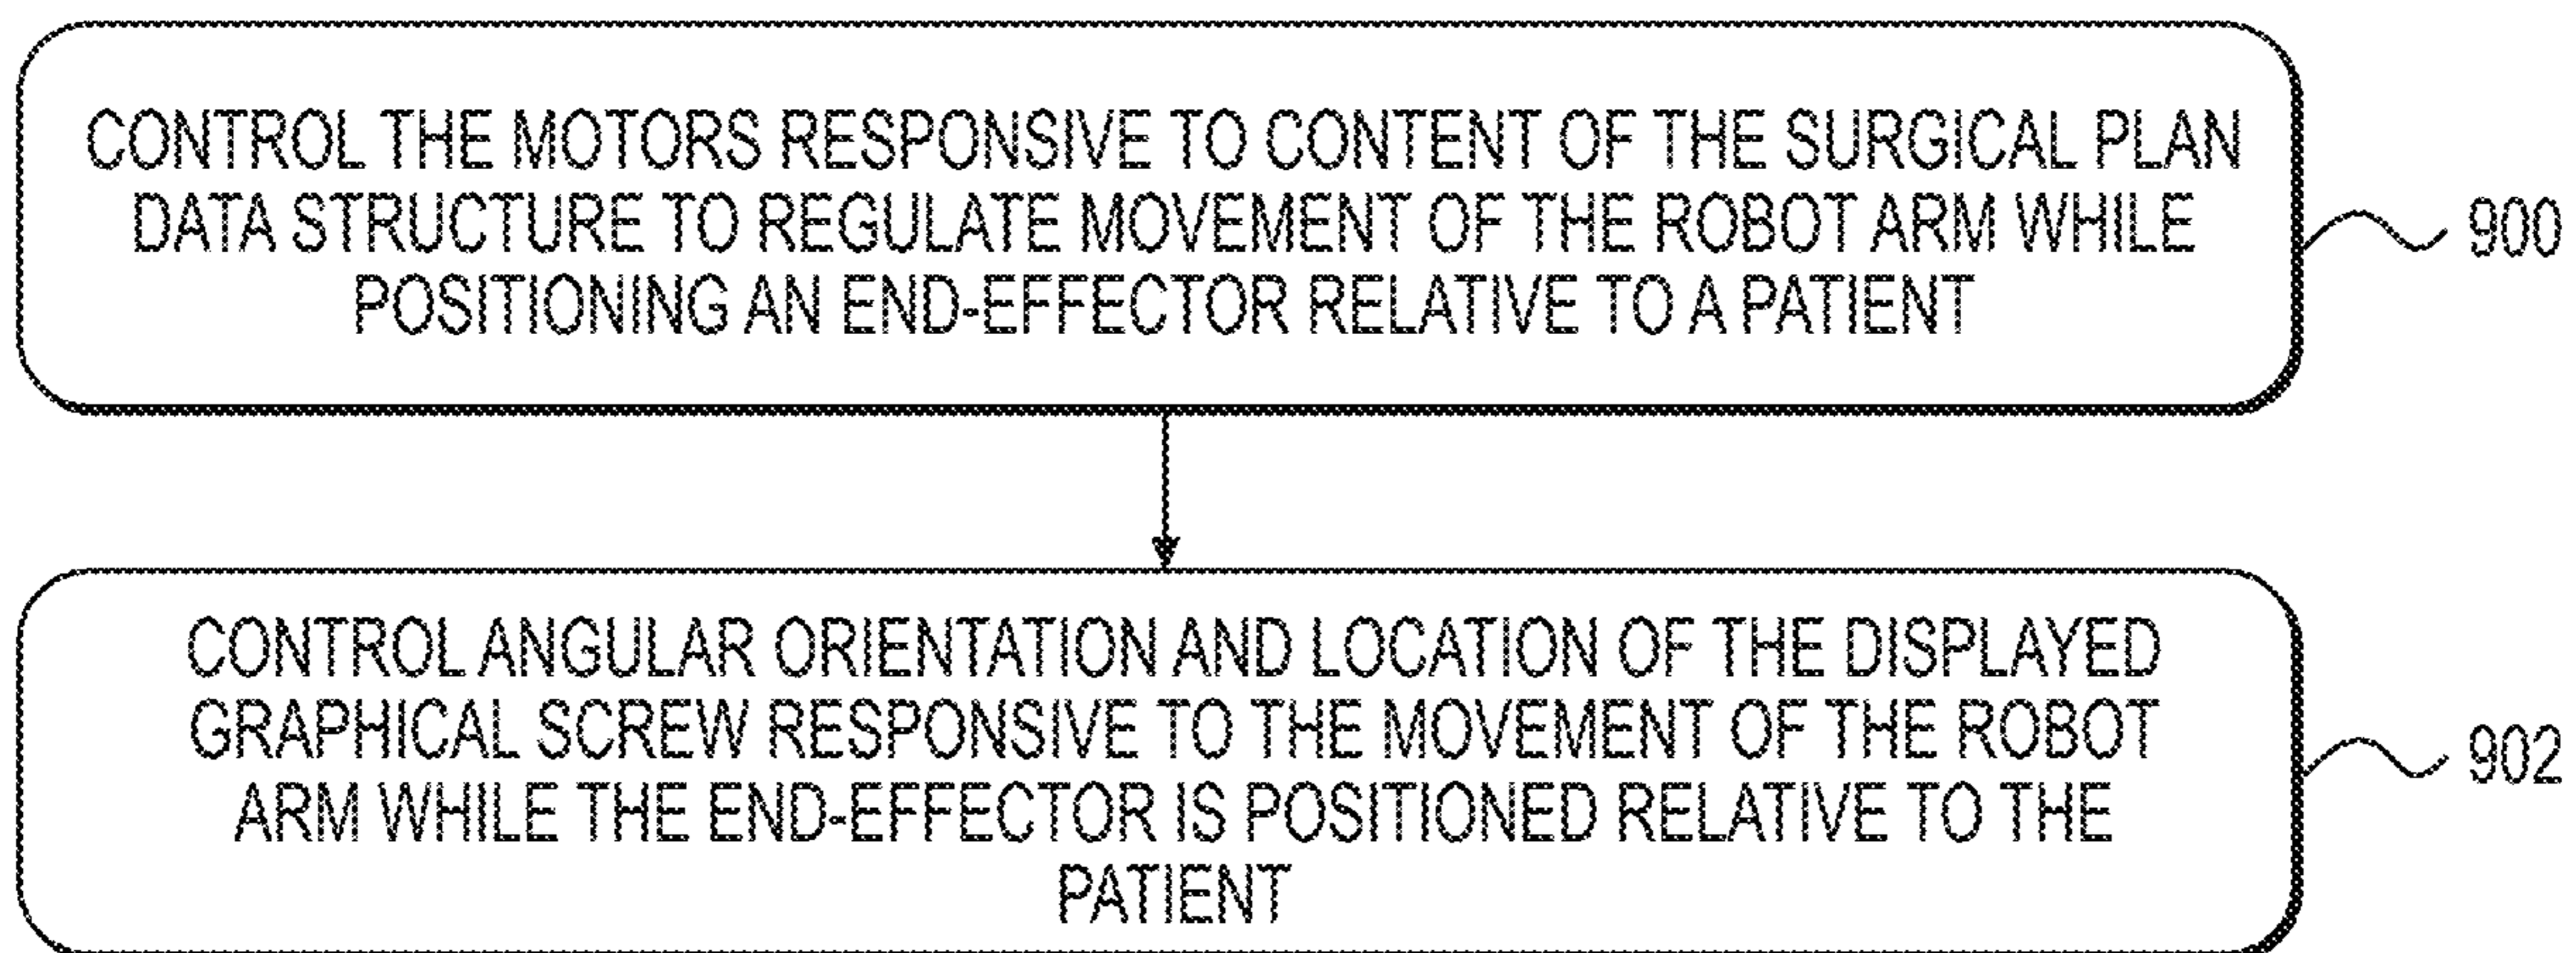 CONTROL THE MOTORS RESPONSIVE TO CONTENT OF THE SURGICAL PLAN
DATA STRUCTURE TO REGULATE MOVEMENT OF THE ROBOT ARM WHILE
POSITIONING AN END-EFFECTOR RELATIVE TO A PATIENT
900
CONTROL ANGULAR ORIENTATION AND LOCATION OF THE DISPLAYED
GRAPHICAL SCREW RESPONSIVE TO THE MOVEMENT OF THE ROBOT
ARM WHILE THE END-EFFECTOR IS POSITIONED RELATIVE TO THE
PATIENT
902